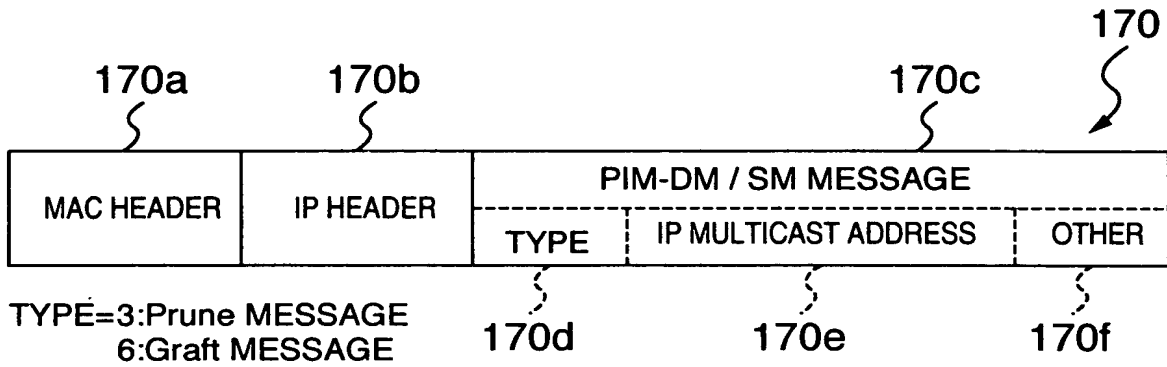 170
170a 170b 170c
MAC HEADER IP HEADER PIM-DM / SM MESSAGE
TYPE IP MULTICAST ADDRESS OTHER
TYPE=3:Prune MESSAGE
6:Graft MESSAGE
170d 170e 170f